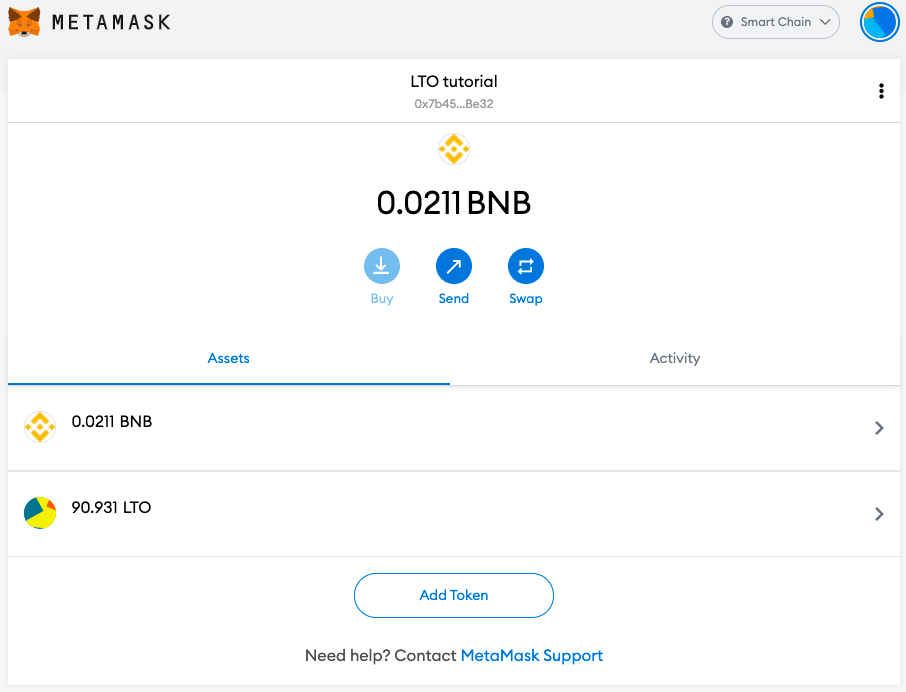 METAMASK
Smart Chain
LTO tutorial
0x7b45...Be32
0.0211 BNB
Buy
Send
Swap
Assets
Activity
0.0211 BNB
90.931 LTO
Add Token
Need help? Contact MetaMask Support